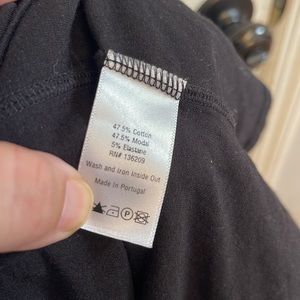 47.5% Cotton
47.5% Modal
5% Elastane
RN# 136209
Wash and Iron Inside Out
Made In Portugal
P